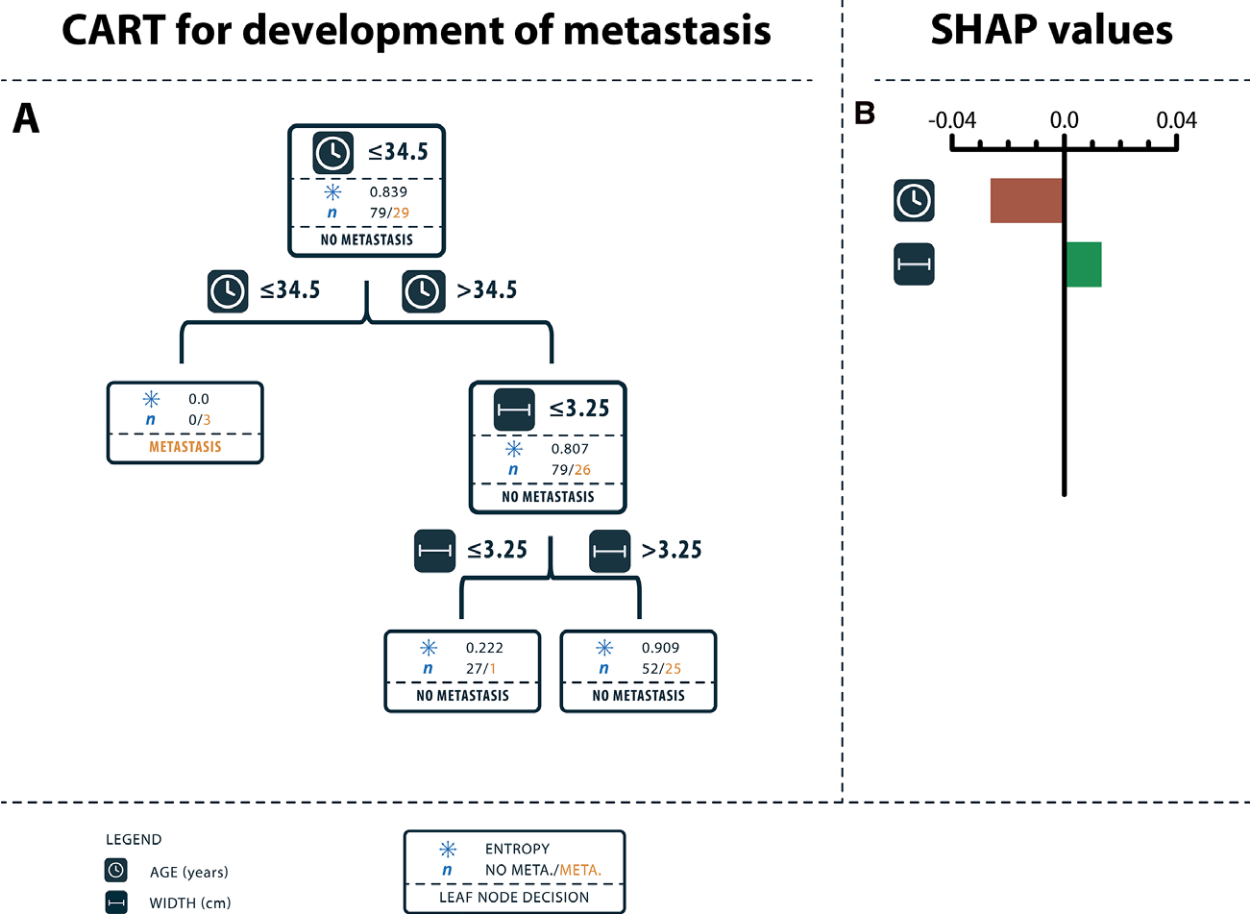 CART for development of metastasis
SHAP values
A
≤34.5
0.839
n 79/29
NO METASTASIS
≤34.5 >34.5
0.0
n 0/3
METASTASIS
≤3.25
0.807
n 79/26
NO METASTASIS
≤3.25 >3.25
0.222
n 27/1
NO METASTASIS
0.909
n 52/25
NO METASTASIS
B
-0.04 0.0 0.04
LEGEND
AGE (years)
WIDTH (cm)
ENTROPY
n NO META./META.
LEAF NODE DECISION